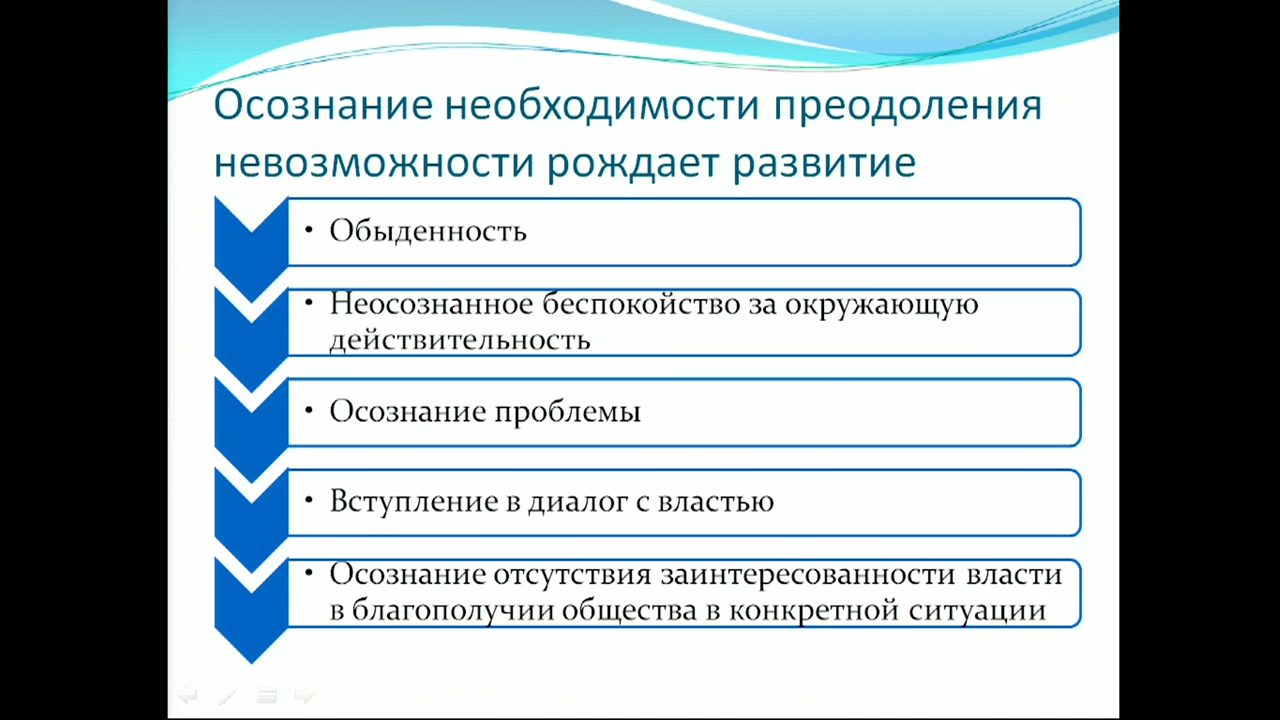 Осознание необходимости преодоления
невозможности рождает развитие
• Обыденность
• Неосознанное беспокойство за окружающую
действительность
• Осознание проблемы
• Вступление в диалог с властью
• Осознание отсутствия заинтересованности власти
в благополучии общества в конкретной ситуации